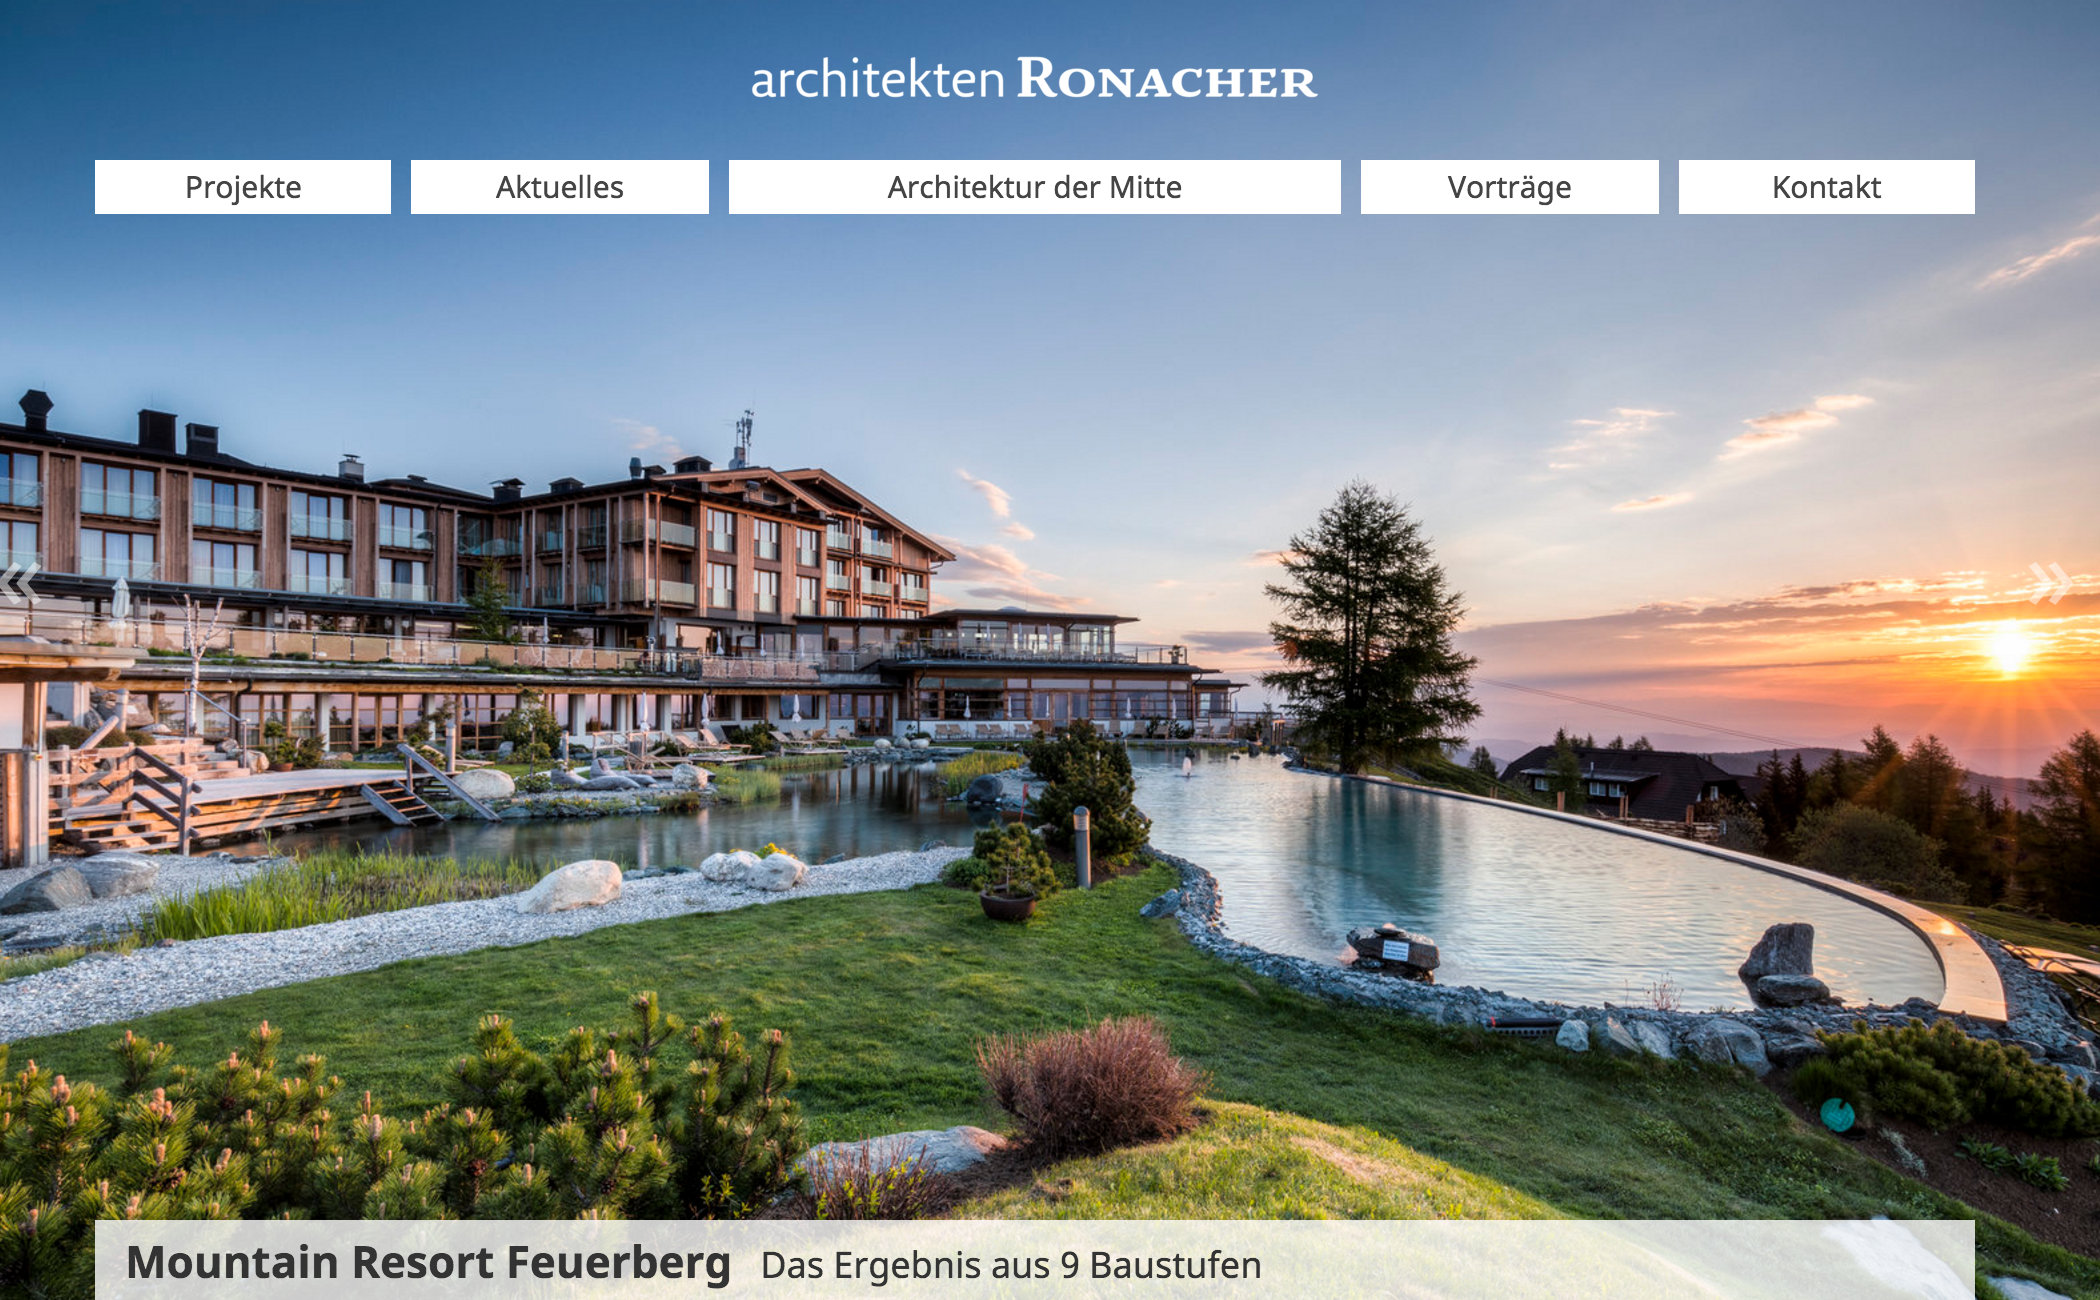 architekten RONACHER
Projekte
Aktuelles
Architektur der Mitte
Vorträge
Kontakt
Mountain Resort Feuerberg Das Ergebnis aus 9 Baustufen